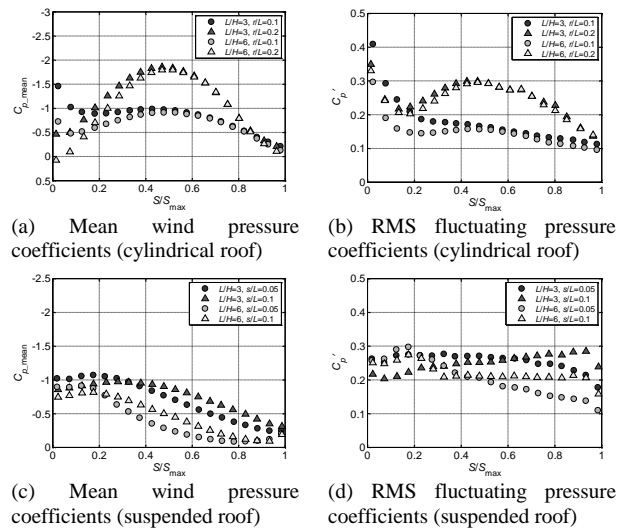 -3
-2.5
-2
-1.5
-1
-0.5
0
0.5
C_p_mean
0 0.2 0.4 0.6 0.8 1
S/S_max
L/H=3, r/L=0.1
L/H=3, r/L=0.2
L/H=6, r/L=0.1
L/H=6, r/L=0.2
0.5
0.4
0.3
0.2
0.1
0
C_p'
0 0.2 0.4 0.6 0.8 1
S/S_max
L/H=3, r/L=0.1
L/H=3, r/L=0.2
L/H=6, r/L=0.1
L/H=6, r/L=0.2
(a) Mean wind pressure
coefficients (cylindrical roof)
(b) RMS fluctuating pressure
coefficients (cylindrical roof)
-2.5
-2
-1.5
-1
-0.5
0
C_p_mean
0 0.2 0.4 0.6 0.8 1
S/S_max
L/H=3, s/L=0.05
L/H=3, s/L=0.1
L/H=6, s/L=0.05
L/H=6, s/L=0.1
0.5
0.4
0.3
0.2
0.1
0
C_p'
0 0.2 0.4 0.6 0.8 1
S/S_max
L/H=3, s/L=0.05
L/H=3, s/L=0.1
L/H=6, s/L=0.05
L/H=6, s/L=0.1
(c) Mean wind pressure
coefficients (suspended roof)
(d) RMS fluctuating pressure
coefficients (suspended roof)